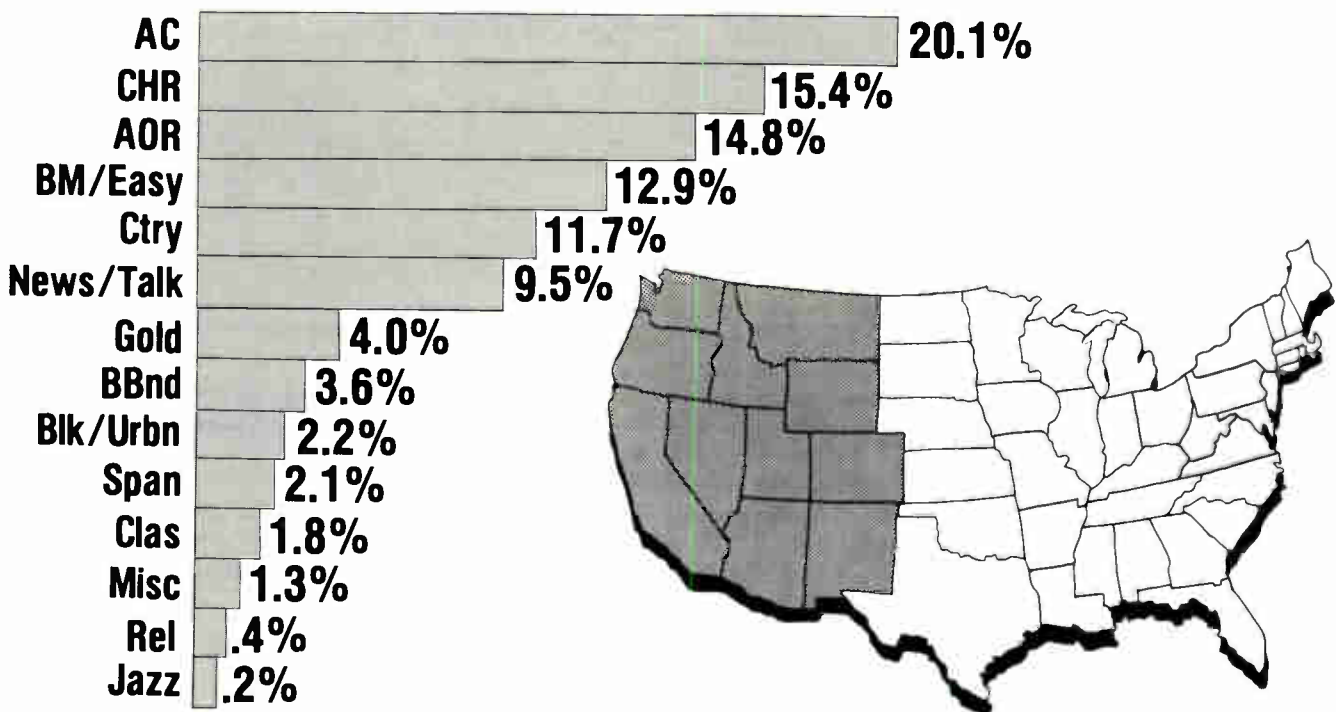 AC 20.1%
CHR 15.4%
AOR 14.8%
BM/Easy 12.9%
Ctry 11.7%
News/Talk 9.5%
Gold 4.0%
BBnd 3.6%
Blk/Urbn 2.2%
Span 2.1%
Clas 1.8%
Misc 1.3%
Rel .4%
Jazz .2%